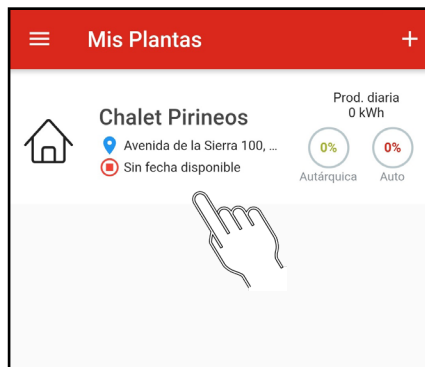 Mis Plantas
Chalet Pirineos
Avenida de la Sierra 100, ...
Sin fecha disponible
Prod. diaria
0 kWh
0%
0%
Autárquica
Auto